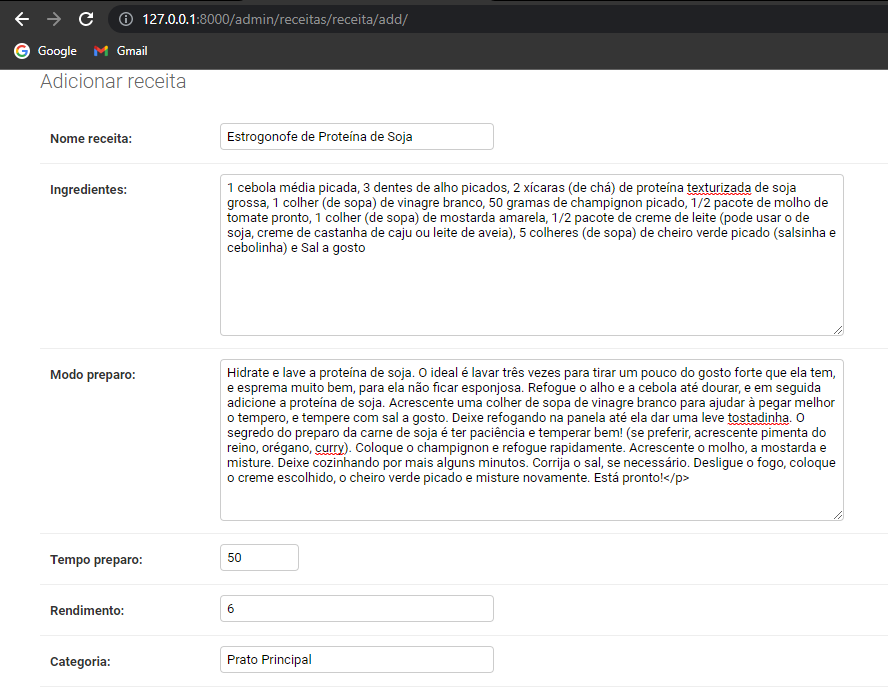 127.0.0.1:8000/admin/receitas/receita/add/
Google Gmail
Adicionar receita
Nome receita: Estrogonofe de Proteína de Soja
Ingredientes:
1 cebola média picada, 3 dentes de alho picados, 2 xícaras (de chá) de proteína texturizada de soja
grossa, 1 colher (de sopa) de vinagre branco, 50 gramas de champignon picado, 1/2 pacote de molho de
tomate pronto, 1 colher (de sopa) de mostarda amarela, 1/2 pacote de creme de leite (pode usar o de
soja, creme de castanha de caju ou leite de aveia), 5 colheres (de sopa) de cheiro verde picado (salsinha e
cebolinha) e Sal a gosto
Modo preparo:
Hidrate e lave a proteína de soja. O ideal é lavar três vezes para tirar um pouco do gosto forte que ela tem,
e esprema muito bem, para ela não ficar esponjosa. Refogue o alho e a cebola até dourar, e em seguida
adicione a proteína de soja. Acrescente uma colher de sopa de vinagre branco para ajudar à pegar melhor
o tempero, e tempere com sal a gosto. Deixe refogando na panela até ela dar uma leve tostadinha. O
segredo do preparo da carne de soja é ter paciência e temperar bem! (se preferir, acrescente pimenta do
reino, orégano, curry). Coloque o champignon e refogue rapidamente. Acrescente o molho, a mostarda e
misture. Deixe cozinhando por mais alguns minutos. Corrija o sal, se necessário. Desligue o fogo, coloque
o creme escolhido, o cheiro verde picado e misture novamente. Está pronto!</p>
Tempo preparo: 50
Rendimento: 6
Categoria: Prato Principal